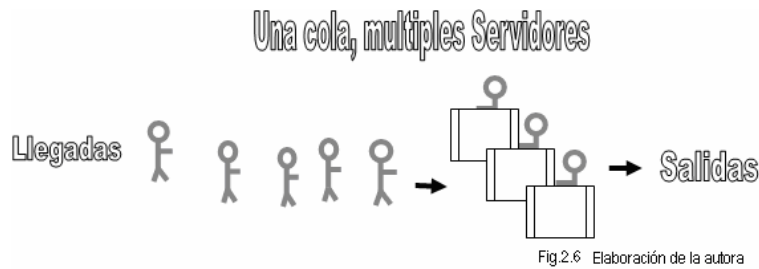 Una cola, multiples Servidores
Llegadas
Salidas
Fig.2.6 Elaboración de la autora